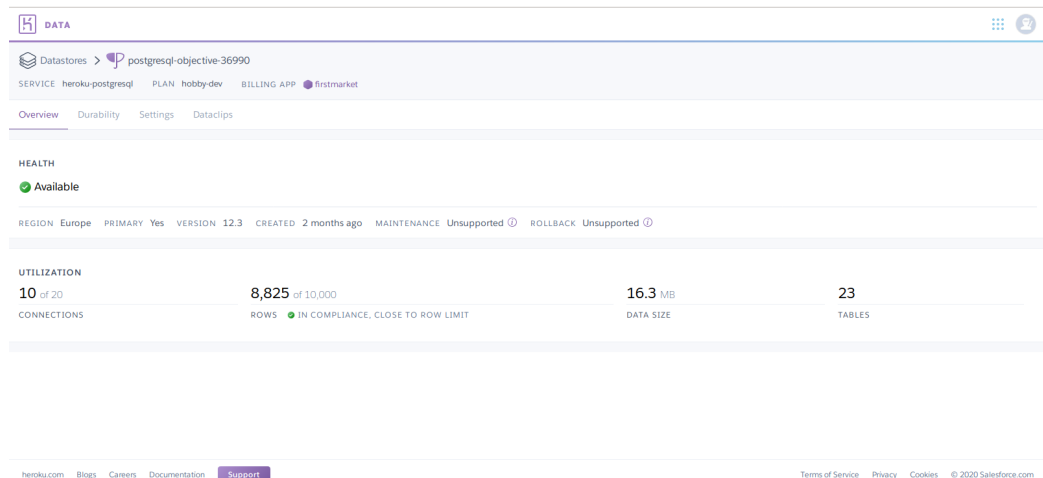 DATA
Datastores > postgresql-objective-36990
SERVICE heroku-postgresql PLAN hobby-dev BILLING APP firstmarket
Overview Durability Settings Dataclips
HEALTH
Available
REGION Europe PRIMARY Yes VERSION 12.3 CREATED 2 months ago MAINTENANCE Unsupported ROLLBACK Unsupported
UTILIZATION
10 of 20 8,825 of 10,000 16.3 MB 23
CONNECTIONS ROWS IN COMPLIANCE, CLOSE TO ROW LIMIT DATA SIZE TABLES
heroku.com Blogs Careers Documentation Support Terms of Service Privacy Cookies © 2020 Salesforce.com